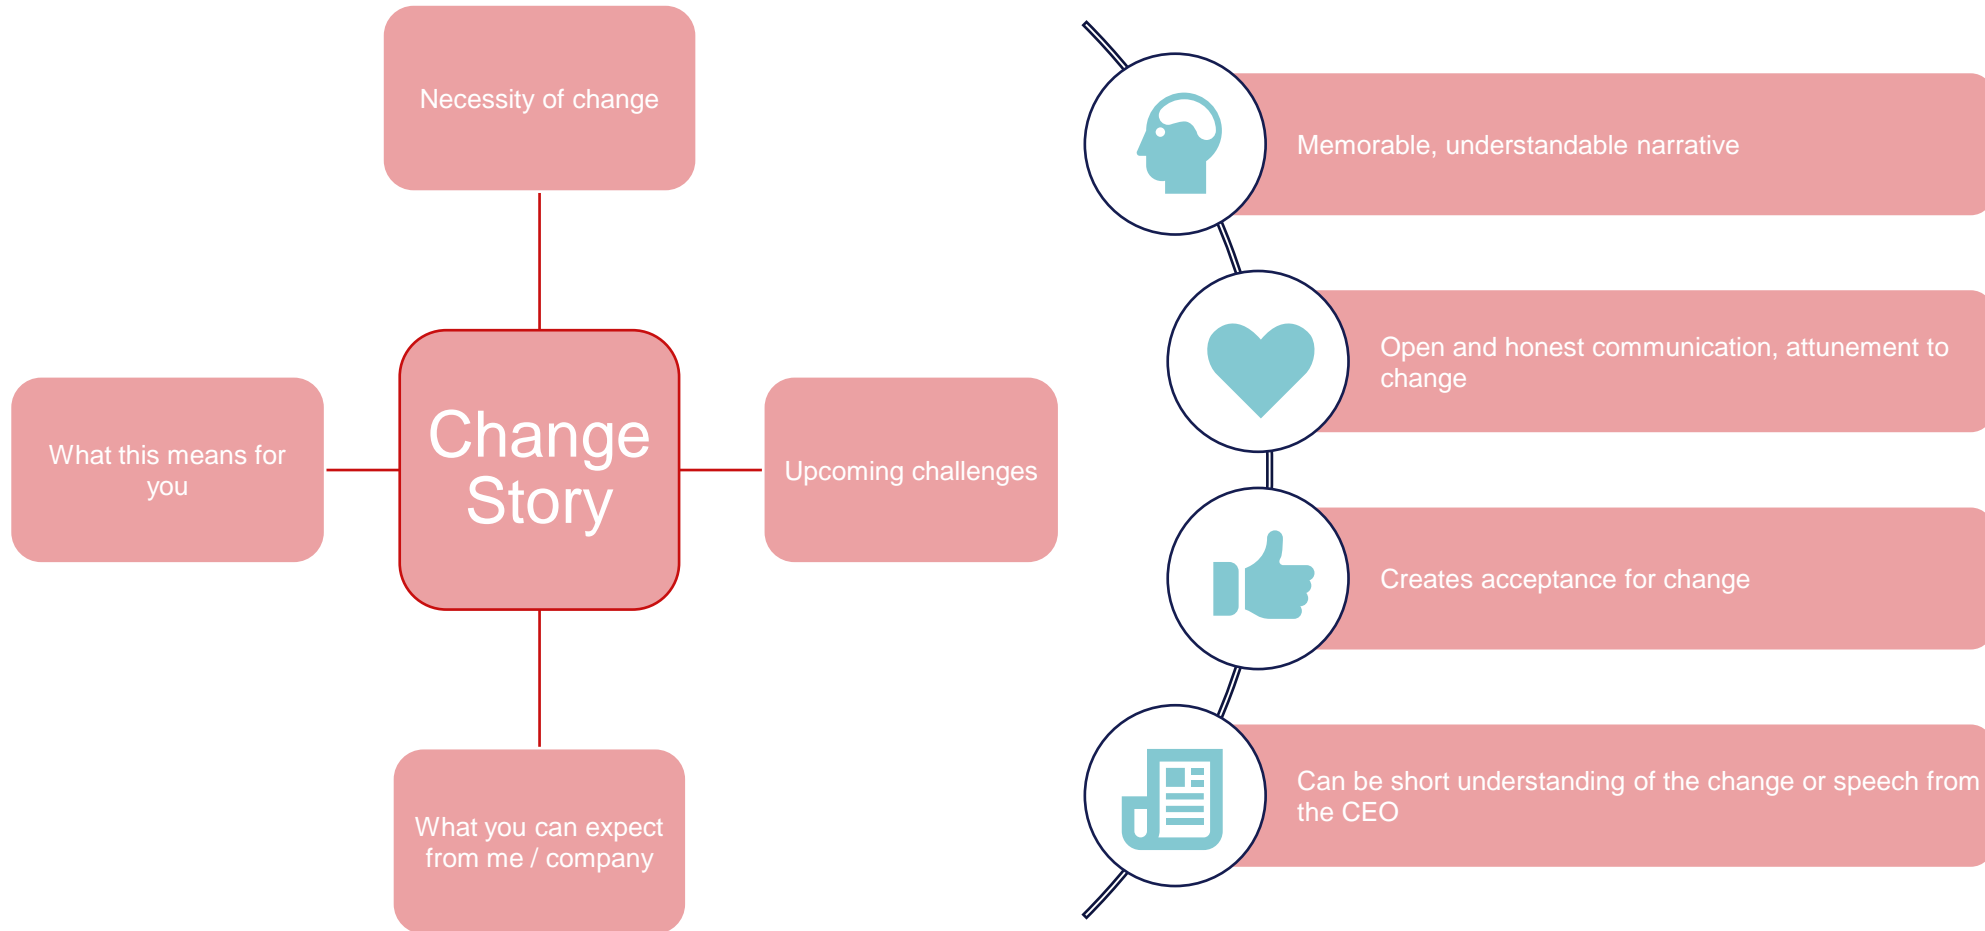 Necessity of change
What this means for
you
Change
Story
Upcoming challenges
What you can expect
from me / company
Memorable, understandable narrative
Open and honest communication, attunement to
change
Creates acceptance for change
Can be short understanding of the change or speech from
the CEO